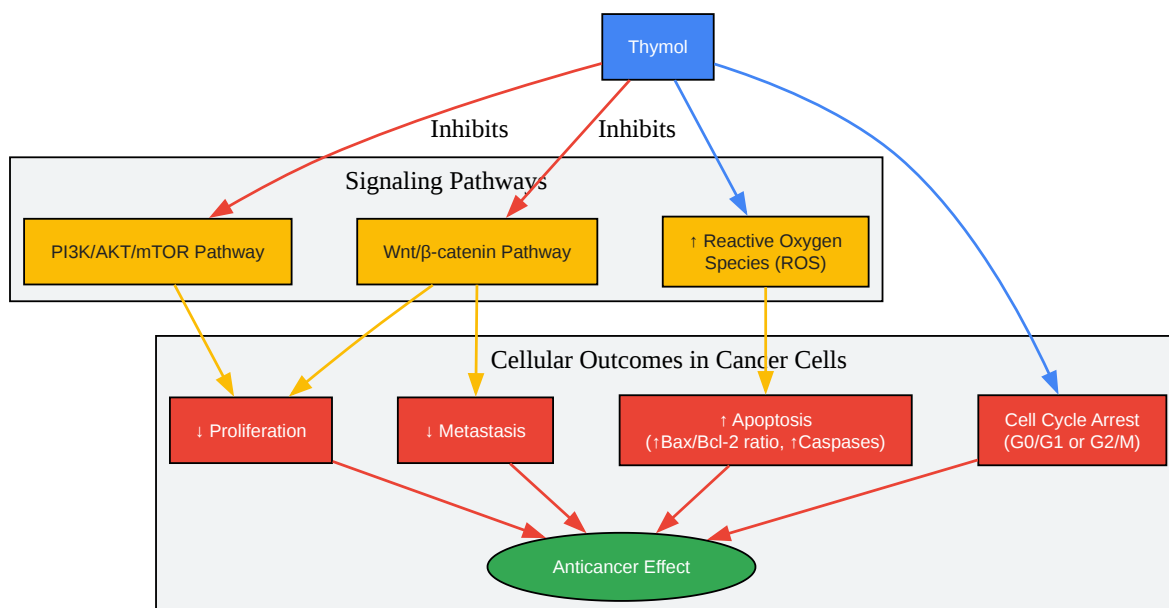 Thymol
Inhibits
Inhibits
Signaling Pathways
PI3K/AKT/mTOR Pathway
Wnt/β-catenin Pathway
↑ Reactive Oxygen
Species (ROS)
Cellular Outcomes in Cancer Cells
↓ Proliferation
↓ Metastasis
↑ Apoptosis
(↑Bax/Bcl-2 ratio, ↑Caspases)
Cell Cycle Arrest
(G0/G1 or G2/M)
Anticancer Effect